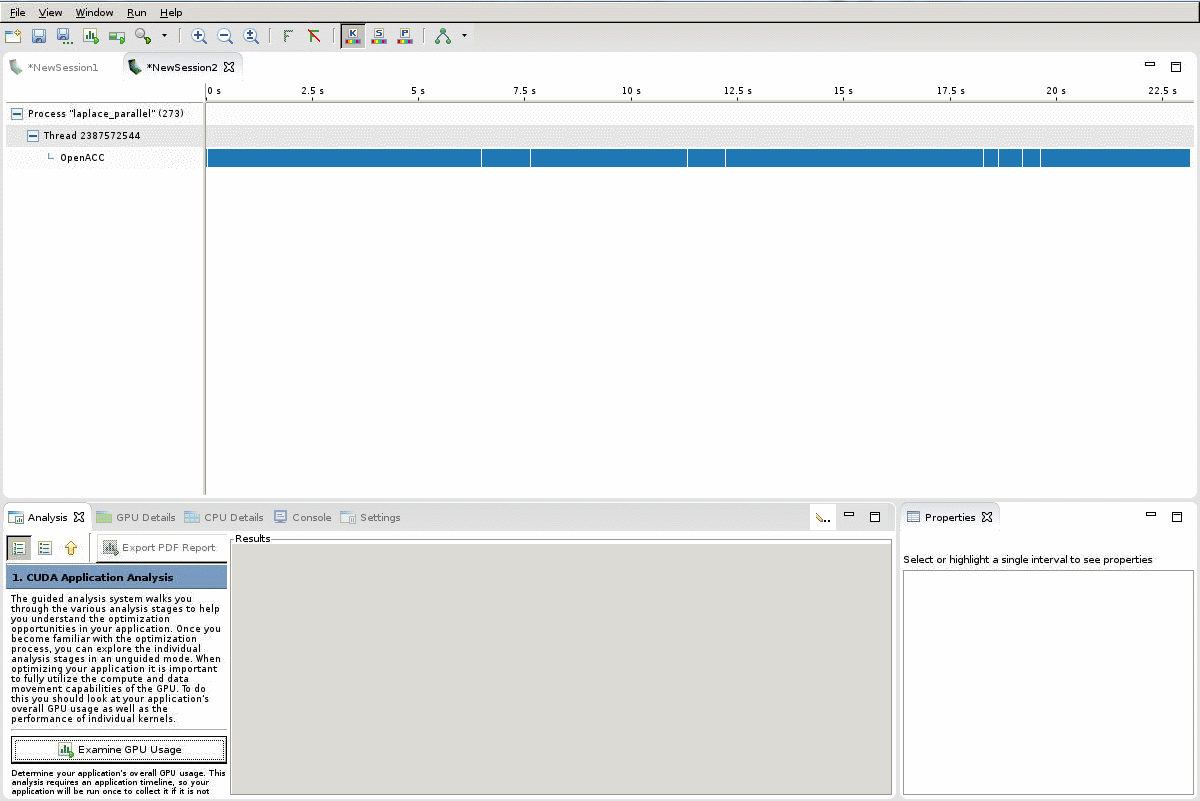 File View Window Run Help
K S P
*NewSession1 *NewSession2
0 s 2.5 s 5 s 7.5 s 10 s 12.5 s 15 s 17.5 s 20 s 22.5 s
Process "laplace_parallel" (273)
Thread 2387572544
OpenACC
Analysis GPU Details CPU Details Console Settings
Export PDF Report
1. CUDA Application Analysis
The guided analysis system walks you
through the various analysis stages to help
you understand the optimization
opportunities in your application. Once you
become familiar with the optimization
process, you can explore the individual
analysis stages in an unguided mode. When
optimizing your application it is important
to fully utilize the compute and data
movement capabilities of the GPU. To do
this you should look at your application's
overall GPU usage as well as the
performance of individual kernels.
Examine GPU Usage
Determine your application's overall GPU usage. This
analysis requires an application timeline, so your
application will be run once to collect it if it is not
Results
Properties
Select or highlight a single interval to see properties